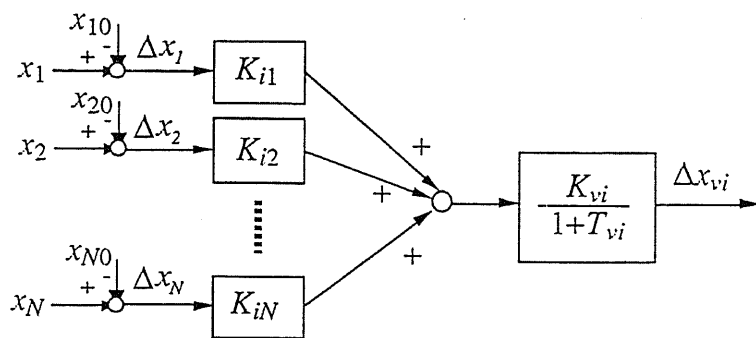 x10
+ - Δx1
x1 Ki1
x20
+ - Δx2
x2 Ki2
+
+
+
Kvi
1+Tvi
Δxvi
xN0
+ - ΔxN
xN KiN